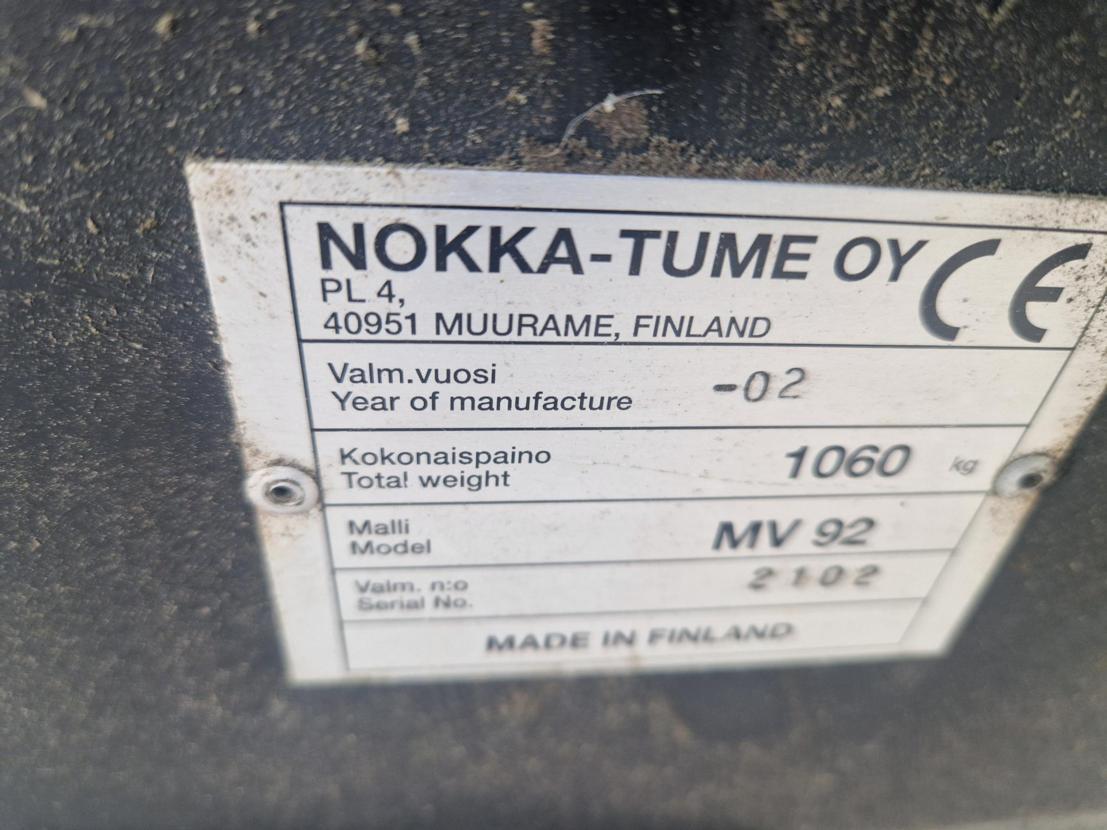 NOKKA-TUME OY CE
PL 4,
40951 MUURAME, FINLAND
Valm.vuosi
Year of manufacture -02
Kokonaispaino
Total weight 1060 kg
Malli
Model MV 92
Valm. n:o
Serial No. 2102
MADE IN FINLAND